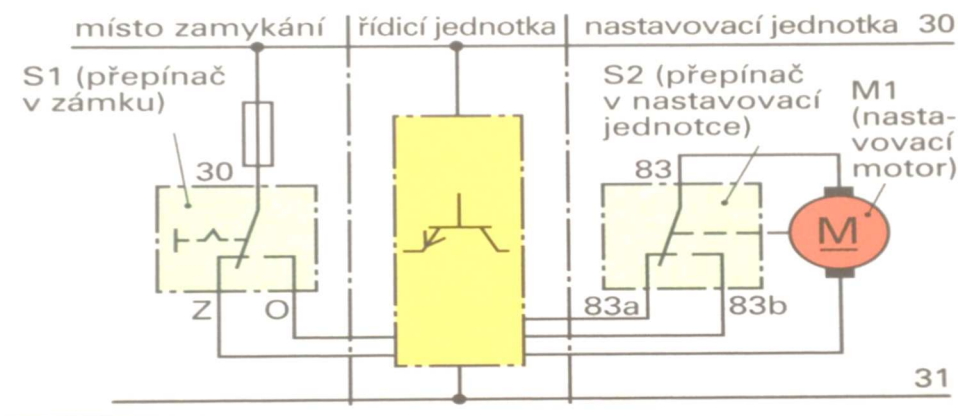 místo zamykání
řídicí jednotka
nastavovací jednotka 30
S1 (přepínač
v zámku)
S2 (přepínač
v nastavovací
jednotce)
M1
(nasta-
vovací
motor)
30
83
M
Z
O
83a
83b
31